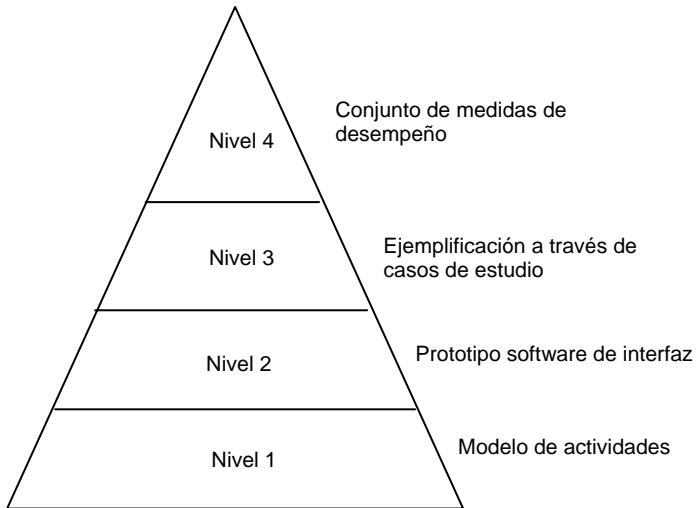 Conjunto de medidas de
desempeño
Nivel 4
Ejemplificación a través de
casos de estudio
Nivel 3
Prototipo software de interfaz
Nivel 2
Modelo de actividades
Nivel 1